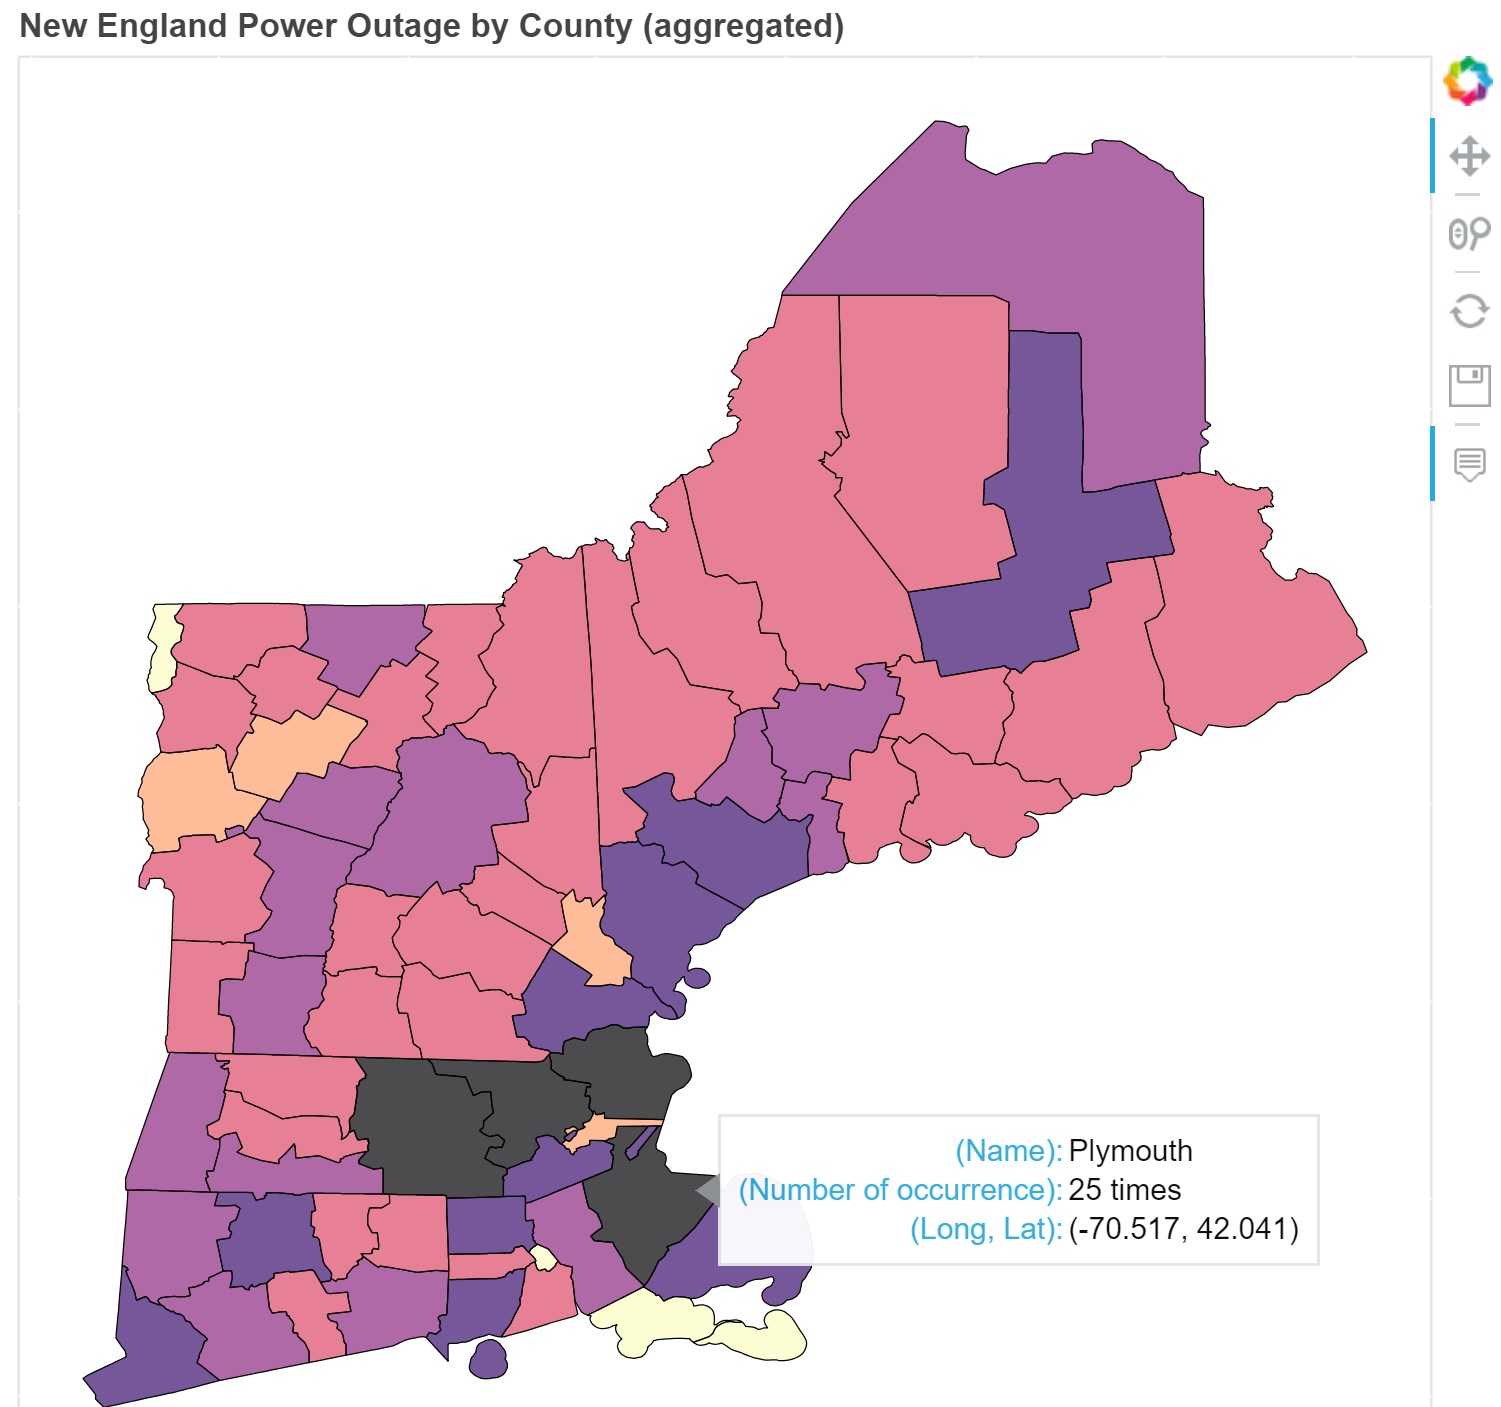 New England Power Outage by County (aggregated)
(Name): Plymouth
(Number of occurrence): 25 times
(Long, Lat): (-70.517, 42.041)